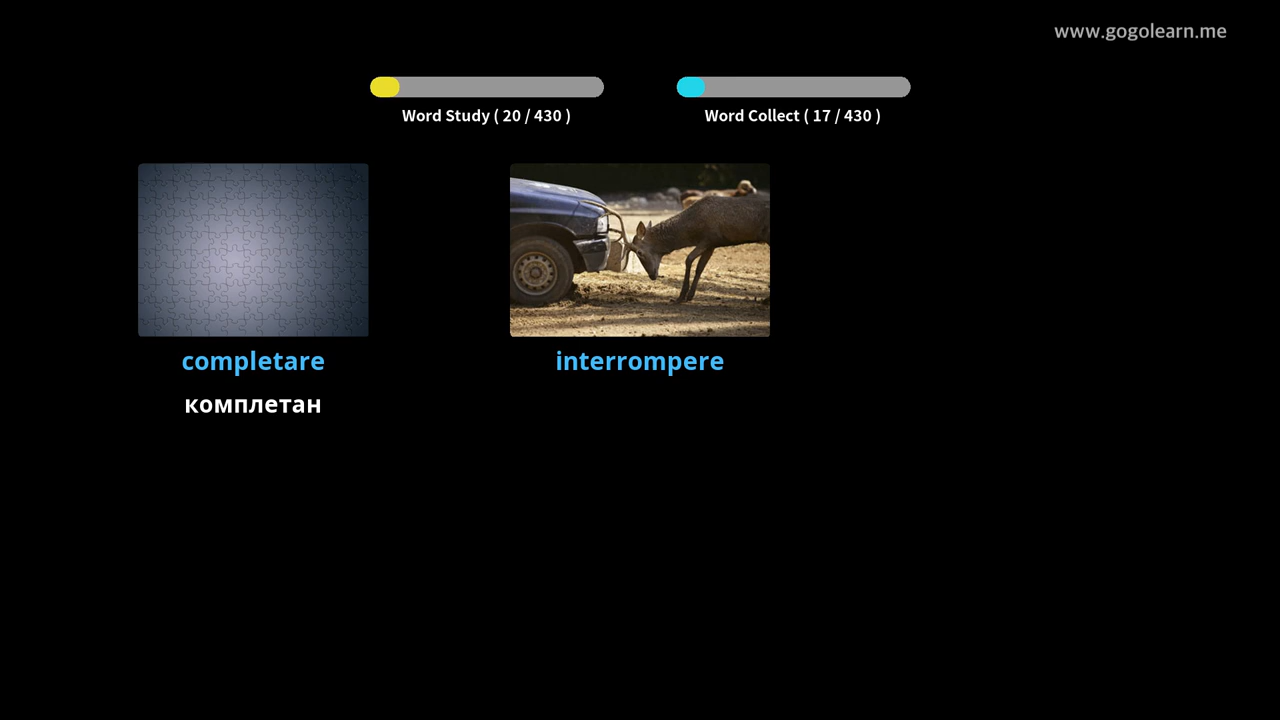 www.gogolearn.me
Word Study ( 20 / 430 )
Word Collect ( 17 / 430 )
completare
interrompere
комплетан